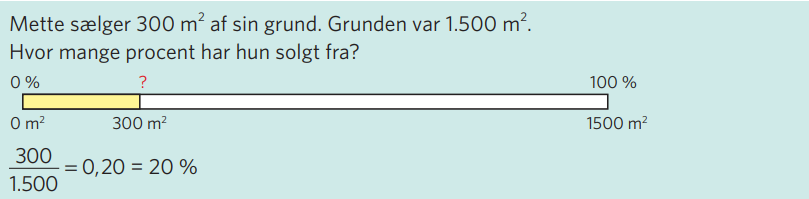 Mette sælger 300 m² af sin grund. Grunden var 1.500 m².
Hvor mange procent har hun solgt fra?
0 % ? 100 %
0 m² 300 m² 1500 m²
300
1.500
= 0,20 = 20 %